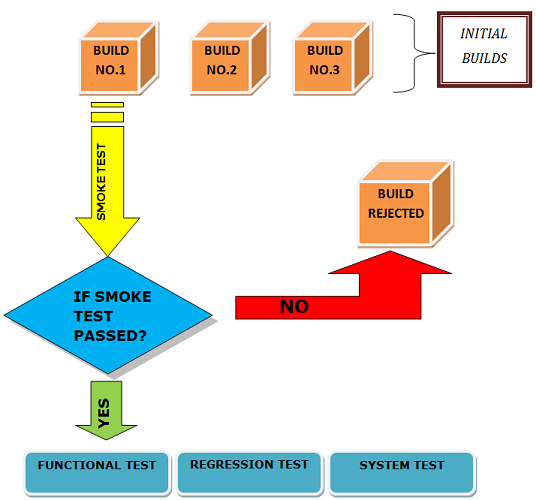 BUILD
NO.1
BUILD
NO.2
BUILD
NO.3
INITIAL
BUILDS
SMOKE TEST
BUILD
REJECTED
IF SMOKE
TEST
PASSED?
NO
YES
FUNCTIONAL TEST
REGRESSION TEST
SYSTEM TEST